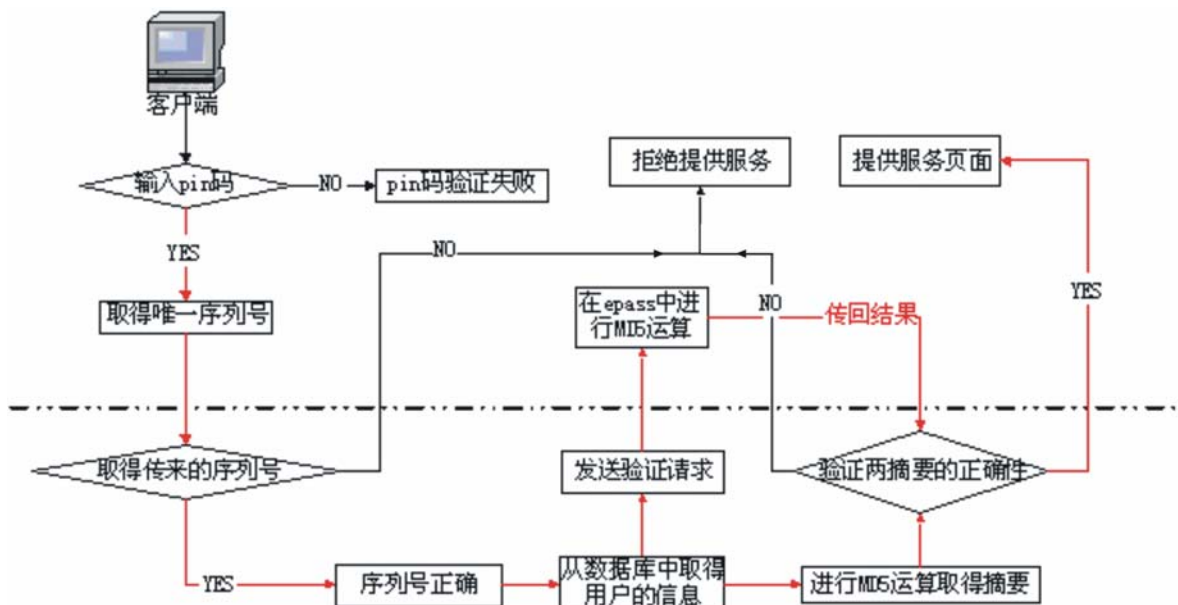 客户端
拒绝提供服务
提供服务页面
输入pin码
NO
pin码验证失败
YES
NO
取得唯一序列号
在epass中进
行MD5运算
NO
传回结果
YES
取得传来的序列号
发送验证请求
验证两摘要的正确性
YES
序列号正确
从数据库中取得
用户的信息
进行MD5运算取得摘要